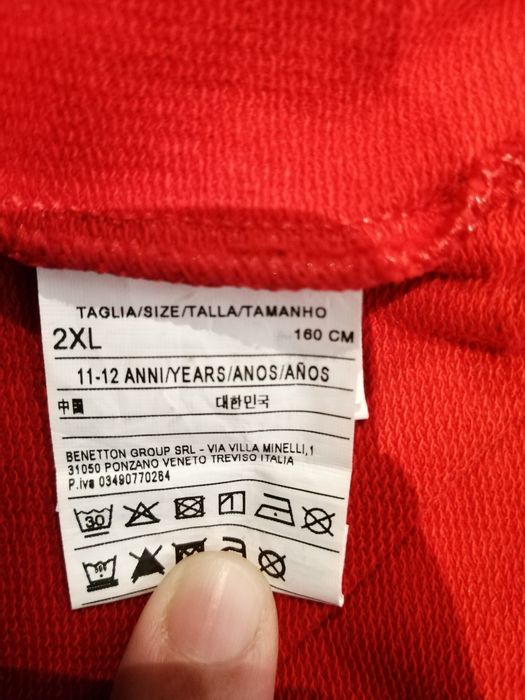 TAGLIA/SIZE/TALLA/TAMANHO
2XL 160 CM
11-12 ANNI/YEARS/ANOS/AÑOS
中国 대한민국
BENETTON GROUP SRL - VIA VILLA MINELLI,1
31050 PONZANO VENETO TREVISO ITALIA
P.iva 03490770264
30